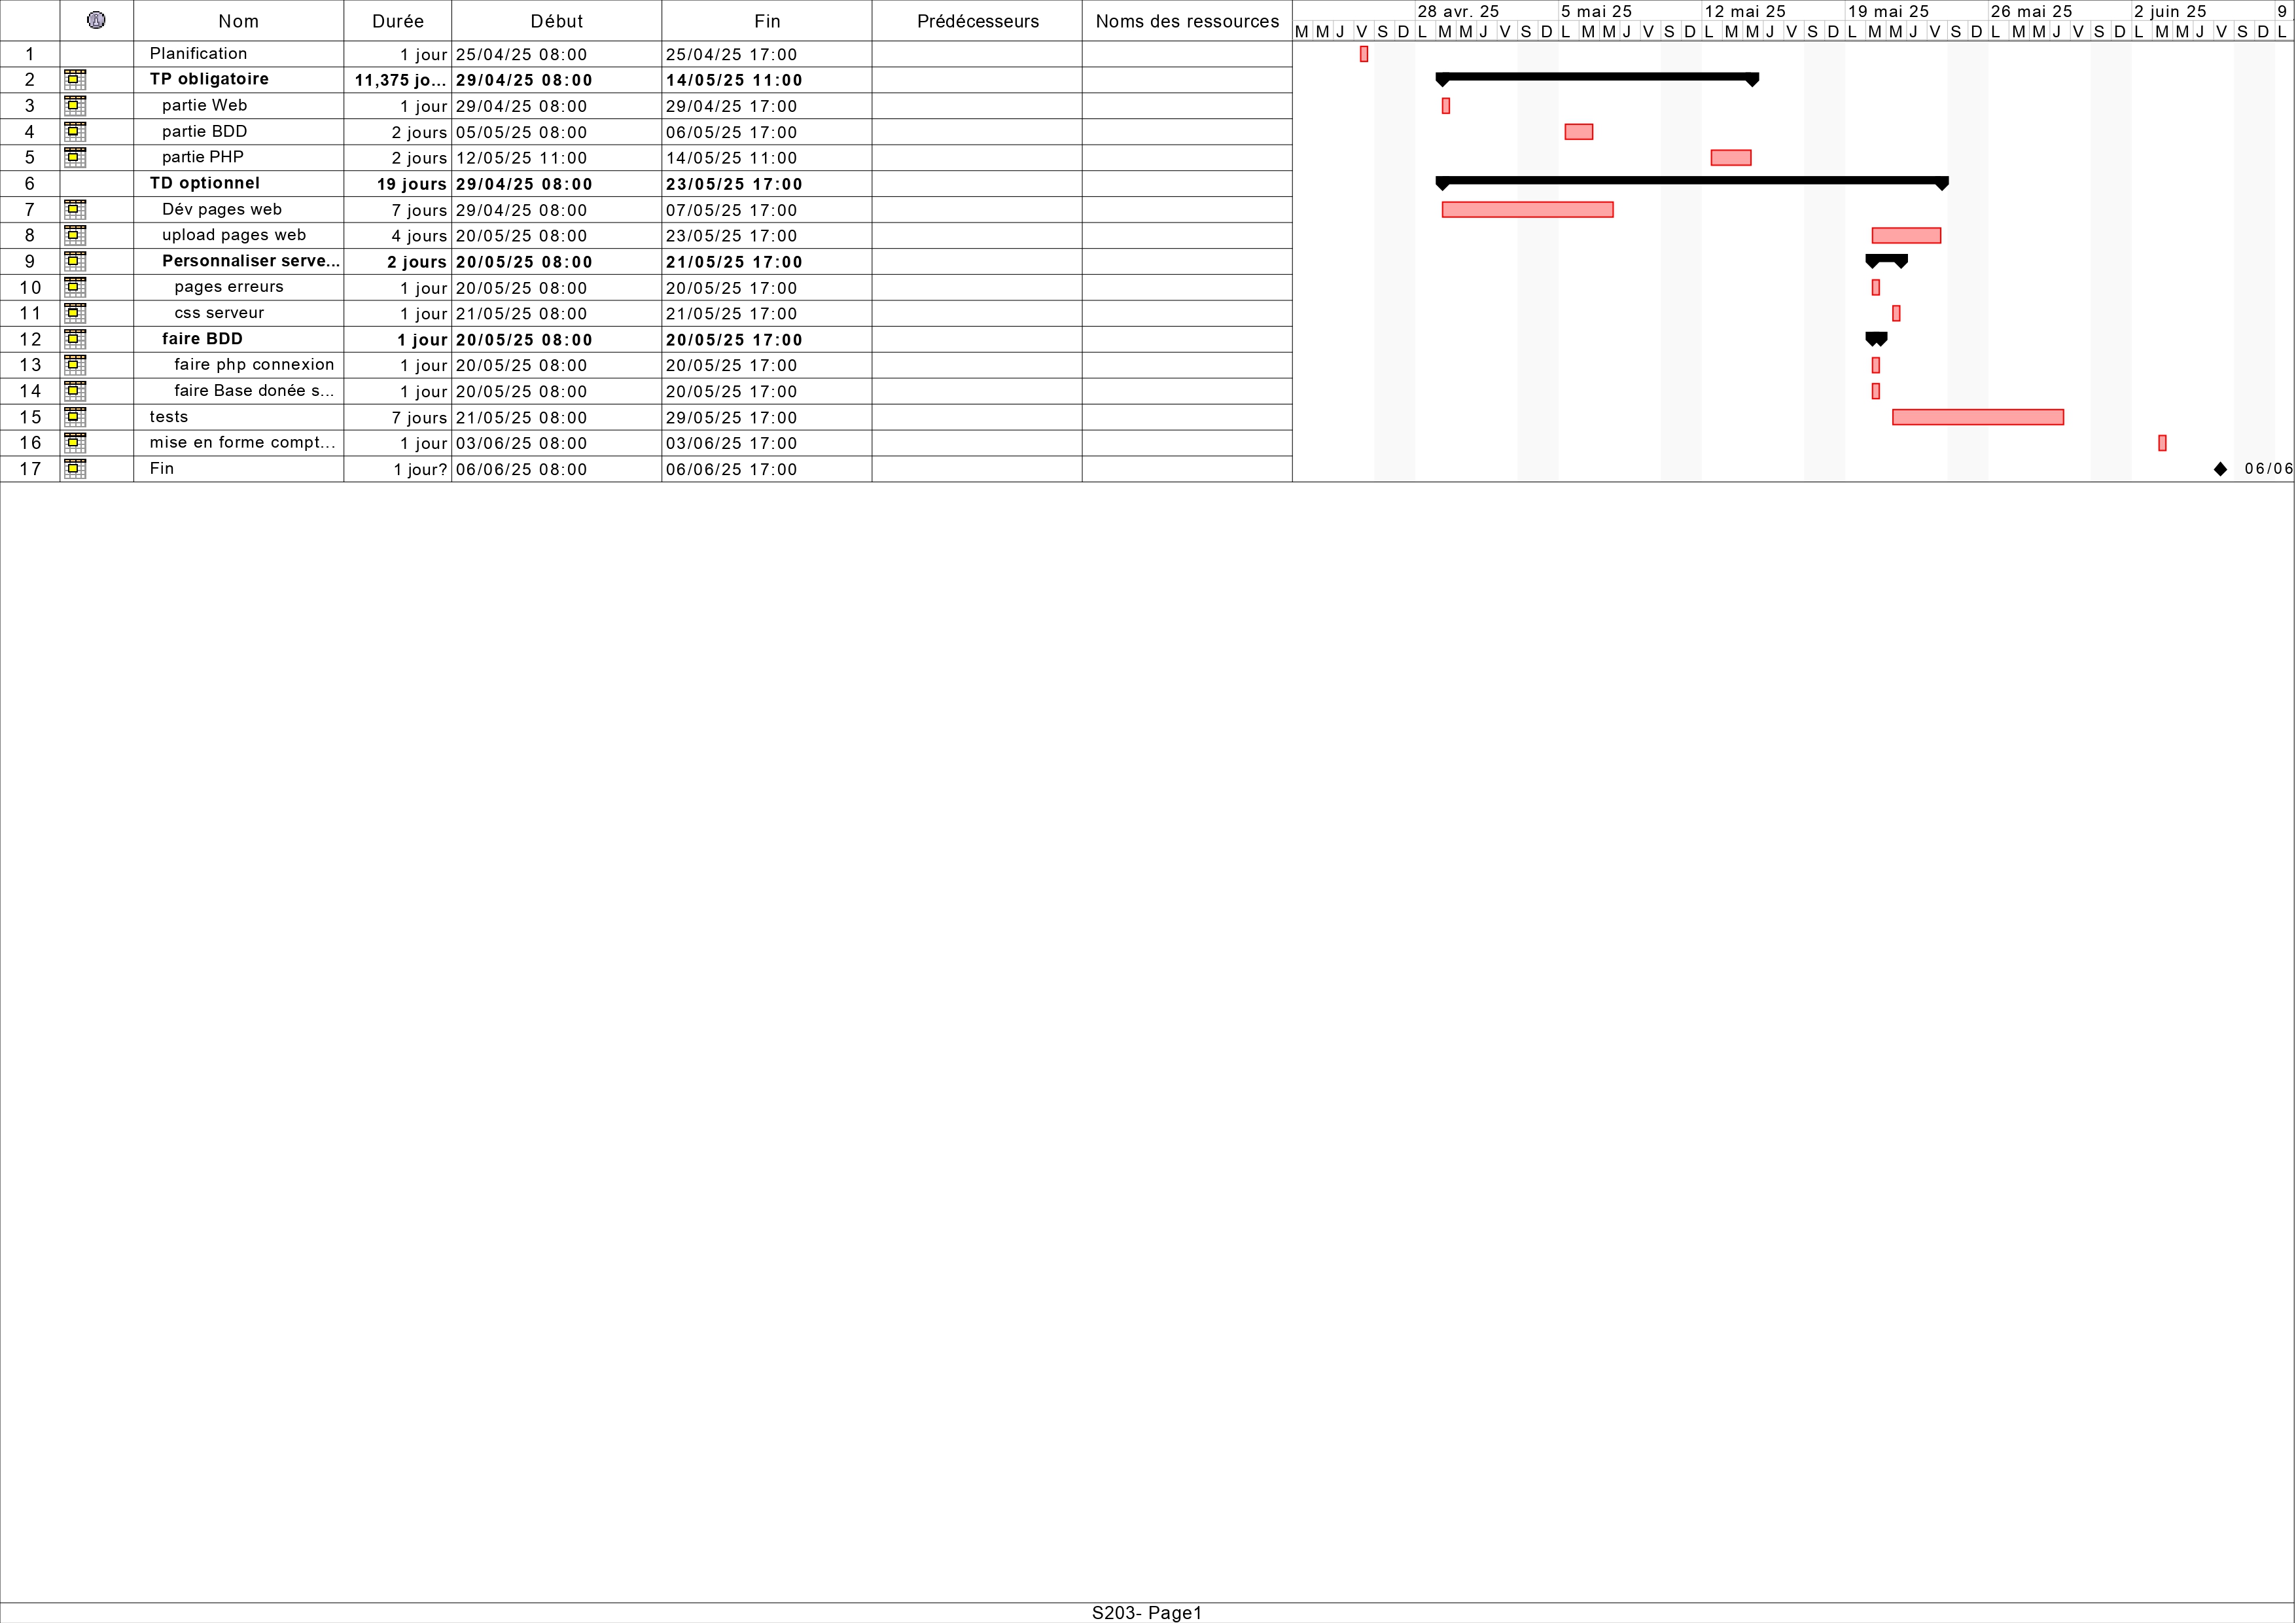 Nom Durée Début Fin Prédécesseurs Noms des ressources
28 avr. 25 5 mai 25 12 mai 25 19 mai 25 26 mai 25 2 juin 25 9
M M J V S D L M M J V S D L M M J V S D L M M J V S D L M M J V S D L M M J V S D L M M J V S D L
1 Planification 1 jour 25/04/25 08:00 25/04/25 17:00
2 TP obligatoire 11,375 jo... 29/04/25 08:00 14/05/25 11:00
3 partie Web 1 jour 29/04/25 08:00 29/04/25 17:00
4 partie BDD 2 jours 05/05/25 08:00 06/05/25 17:00
5 partie PHP 2 jours 12/05/25 11:00 14/05/25 11:00
6 TD optionnel 19 jours 29/04/25 08:00 23/05/25 17:00
7 Dév pages web 7 jours 29/04/25 08:00 07/05/25 17:00
8 upload pages web 4 jours 20/05/25 08:00 23/05/25 17:00
9 Personnaliser serve... 2 jours 20/05/25 08:00 21/05/25 17:00
10 pages erreurs 1 jour 20/05/25 08:00 20/05/25 17:00
11 css serveur 1 jour 21/05/25 08:00 21/05/25 17:00
12 faire BDD 1 jour 20/05/25 08:00 20/05/25 17:00
13 faire php connexion 1 jour 20/05/25 08:00 20/05/25 17:00
14 faire Base donée s... 1 jour 20/05/25 08:00 20/05/25 17:00
15 tests 7 jours 21/05/25 08:00 29/05/25 17:00
16 mise en forme compt... 1 jour 03/06/25 08:00 03/06/25 17:00
17 Fin 1 jour? 06/06/25 08:00 06/06/25 17:00 06/06
S203- Page1